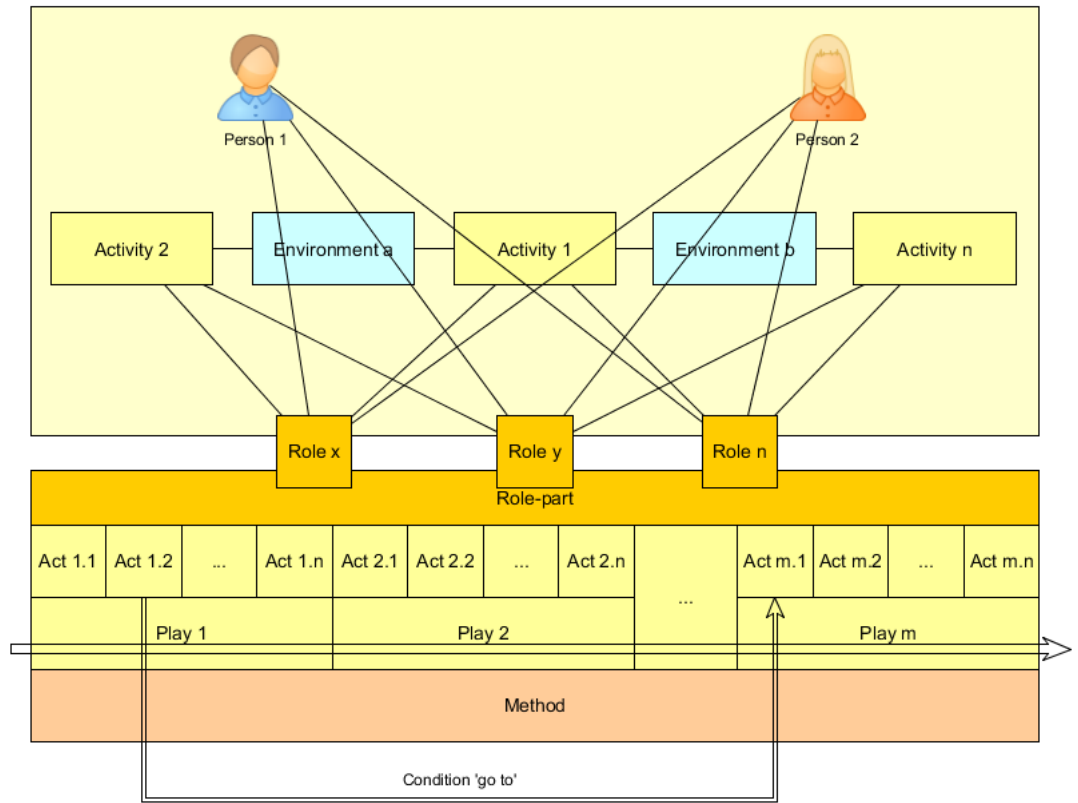 Person 1
Person 2
Activity 2
Environment a
Activity 1
Environment b
Activity n
Role x
Role y
Role n
Role-part
Act 1.1
Act 1.2
...
Act 1.n
Act 2.1
Act 2.2
...
Act 2.n
...
Act m.1
Act m.2
...
Act m.n
Play 1
Play 2
Play m
Method
Condition 'go to'